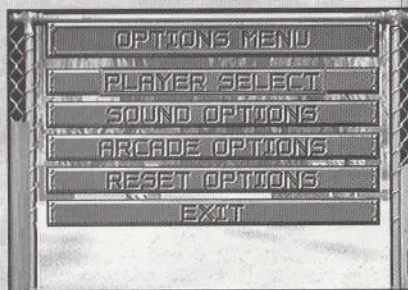 OPTIONS MENU
PLAYER SELECT
SOUND OPTIONS
ARCADE OPTIONS
RESET OPTIONS
EXIT